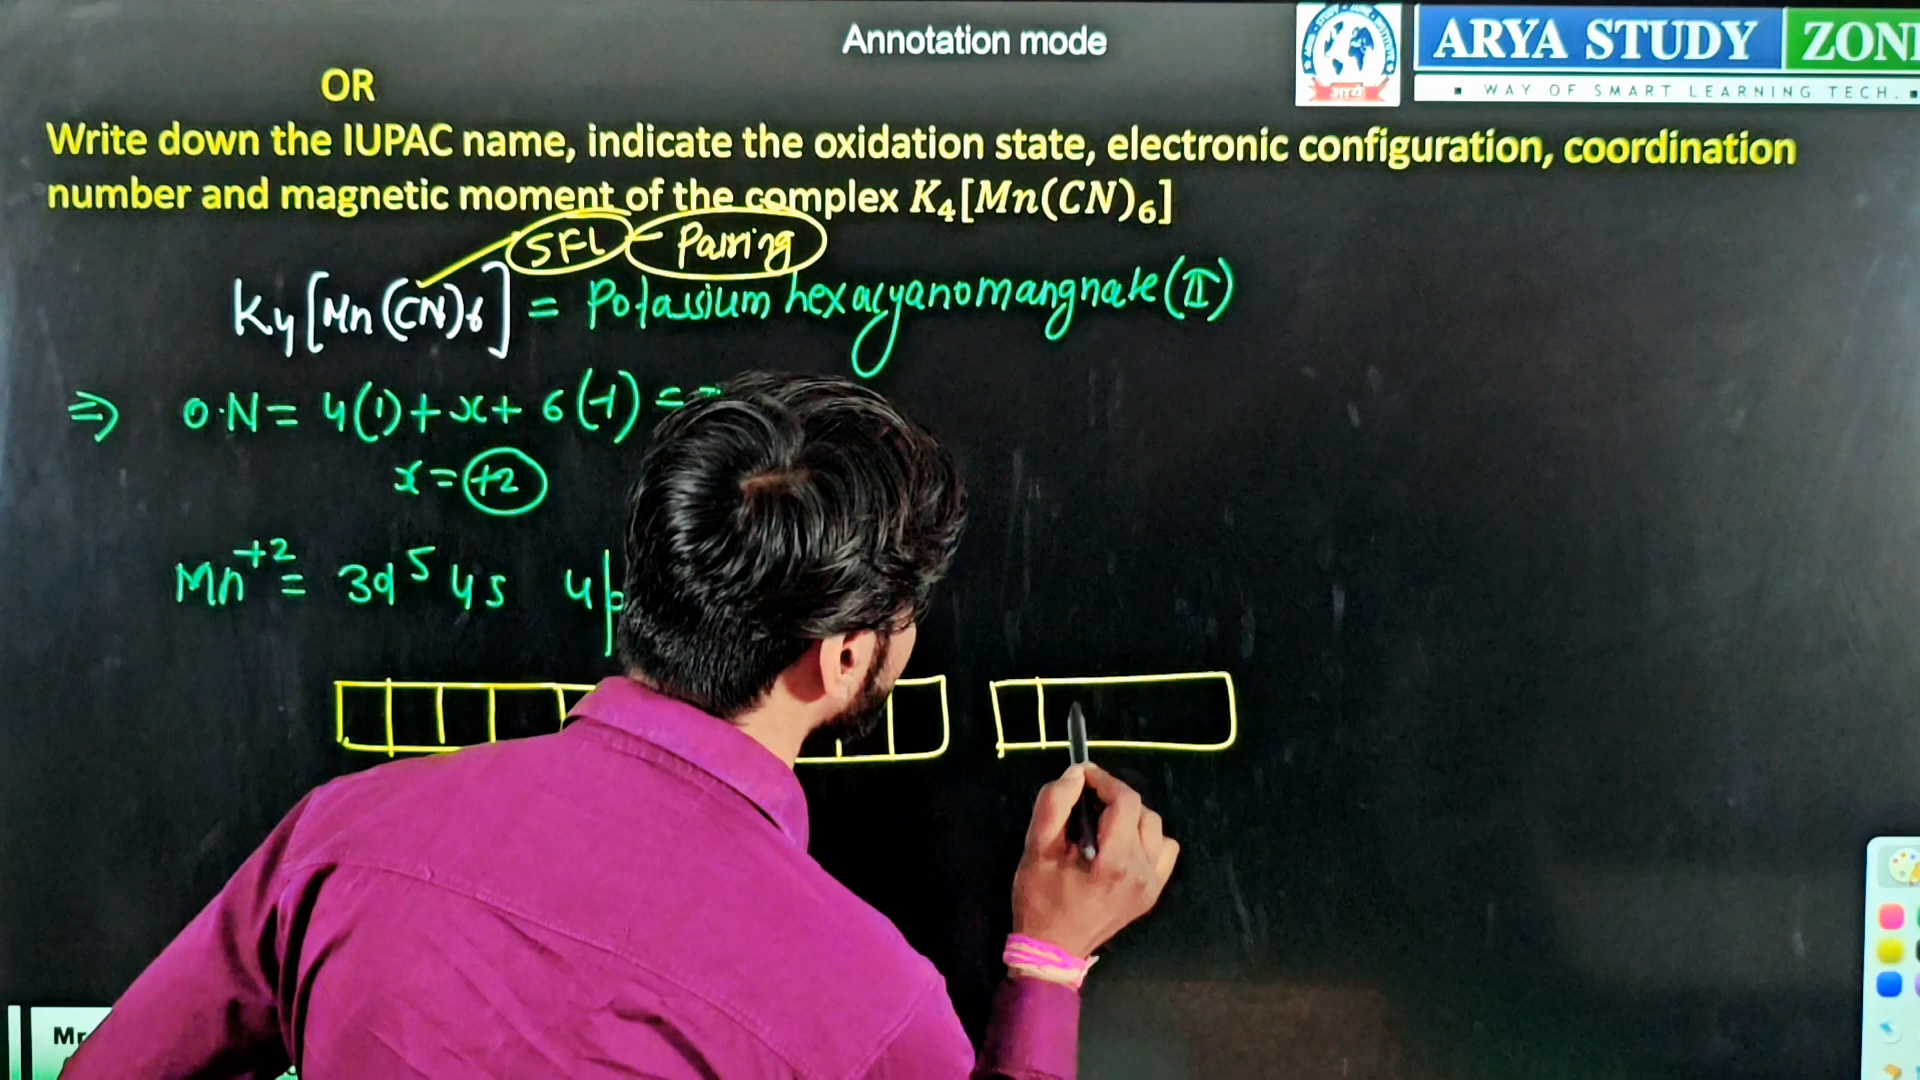 Annotation mode
ARYA STUDY ZON
WAY OF SMART LEARNING TECH.
OR
Write down the IUPAC name, indicate the oxidation state, electronic configuration, coordination
number and magnetic moment of the complex K₄[Mn(CN)₆]
SFL Pairing
K4[Mn(CN)6] = Potassium hexacyanomangnate(II)
⇒ O.N = 4(1)+x+ 6(-1) =
x = +2
Mn+2 = 3d5 4s 4p
Mr